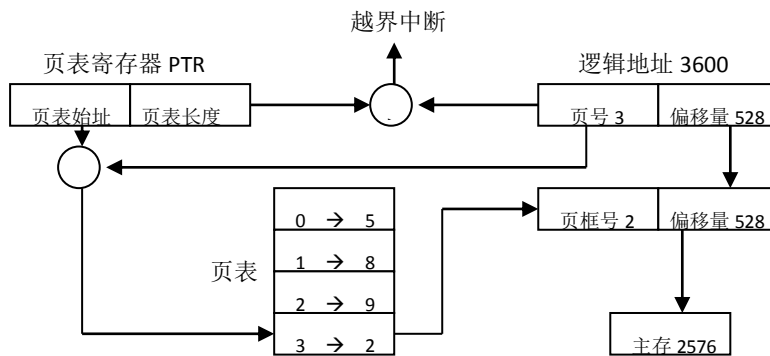 越界中断
页表寄存器 PTR
逻辑地址 3600
页表始址 页表长度
页号 3 偏移量 528
页框号 2 偏移量 528
0 → 5
页表
1 → 8
2 → 9
3 → 2
主存 2576